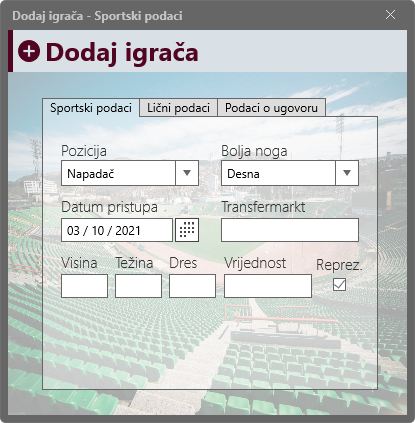 Dodaj igrača - Sportski podaci
Dodaj igrača
Sportski podaci Lični podaci Podaci o ugovoru
Pozicija Bolja noga
Napadač Desna
Datum pristupa Transfermarkt
03 / 10 / 2021
Visina Težina Dres Vrijednost Reprez.